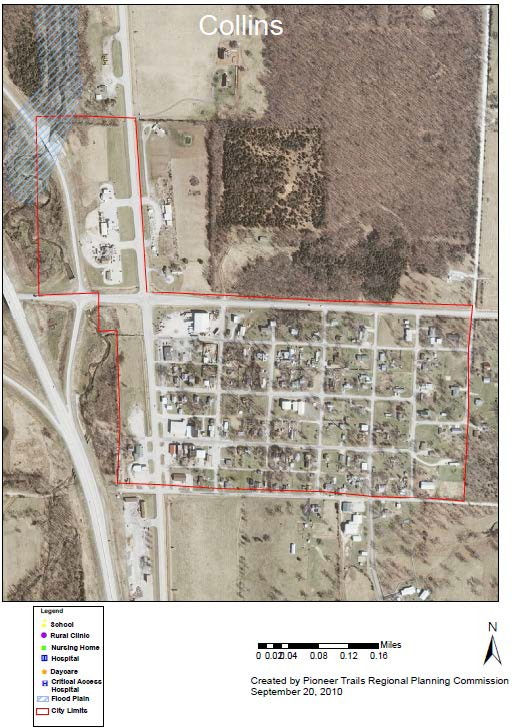 Collins
Legend
School
Rural Clinic
Nursing Home
H Hospital
Daycare
H Critical Access
Hospital
Flood Plain
City Limits
Miles
0 0.02 0.04 0.08 0.12 0.16
N
Created by Pioneer Trails Regional Planning Commission
September 20, 2010